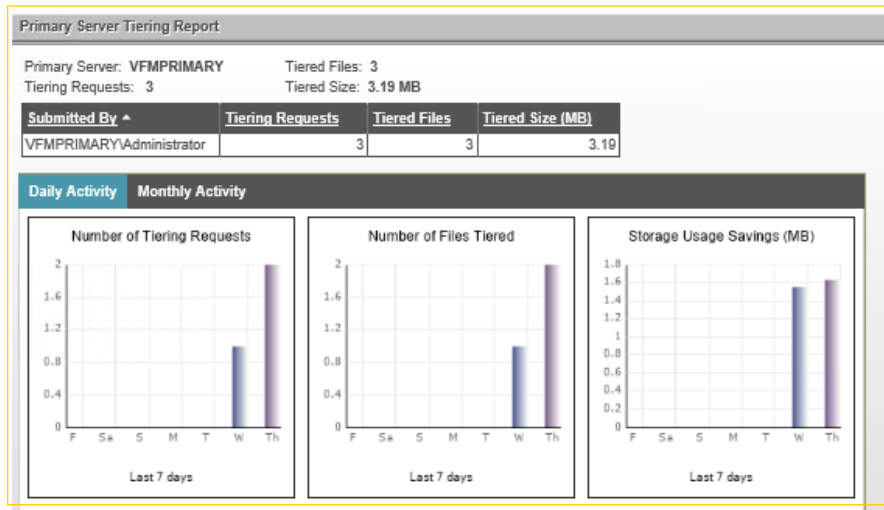 Primary Server Tiering Report
Primary Server: VFMPRIMARY Tiered Files: 3
Tiering Requests: 3 Tiered Size: 3.19 MB
Submitted By Tiering Requests Tiered Files Tiered Size (MB)
VFMPRIMARY\Administrator 3 3 3.19
Daily Activity Monthly Activity
Number of Tiering Requests
2
1.6
1.2
0.8
0.4
0
F Sa S M T W Th
Last 7 days
Number of Files Tiered
2
1.6
1.2
0.8
0.4
0
F Sa S M T W Th
Last 7 days
Storage Usage Savings (MB)
1.8
1.6
1.4
1.2
1
0.8
0.6
0.4
0.2
0
F Sa S M T W Th
Last 7 days